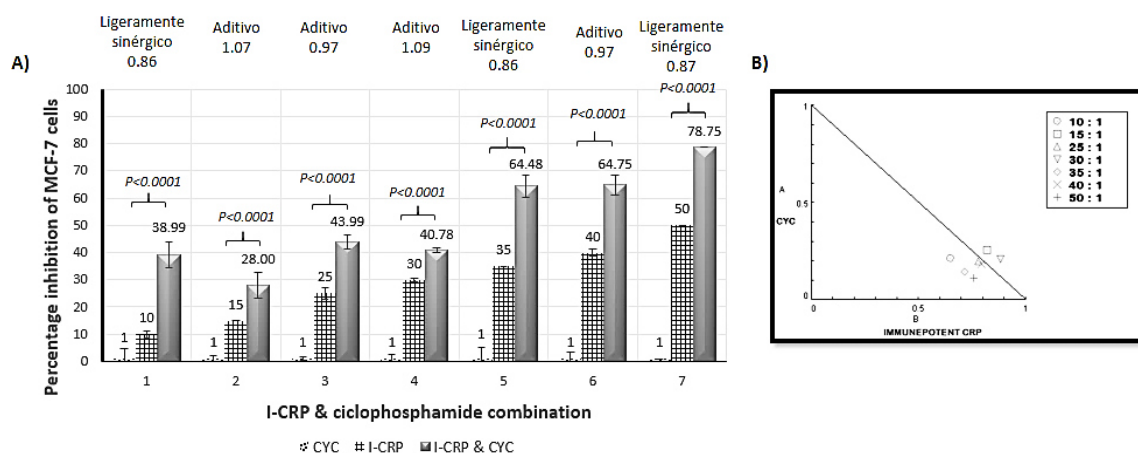 Ligeramente sinérgico 0.86
Aditivo 1.07
Aditivo 0.97
Aditivo 1.09
Ligeramente sinérgico 0.86
Aditivo 0.97
Ligeramente sinérgico 0.87
A)
Percentage inhibition of MCF-7 cells
100
90
80
70
60
50
40
30
20
10
0
P<0.0001
P<0.0001
P<0.0001
P<0.0001
P<0.0001
P<0.0001
P<0.0001
1 10 38.99
1 15 28.00
1 25 43.99
1 30 40.78
1 35 64.48
1 40 64.75
1 50 78.75
1 2 3 4 5 6 7
I-CRP & ciclophosphamide combination
CYC I-CRP I-CRP & CYC
B)
1
A
0.5
CYC
0
0 0.5 1
B
IMMUNEPOTENT CRP
10 : 1
15 : 1
25 : 1
30 : 1
35 : 1
40 : 1
50 : 1